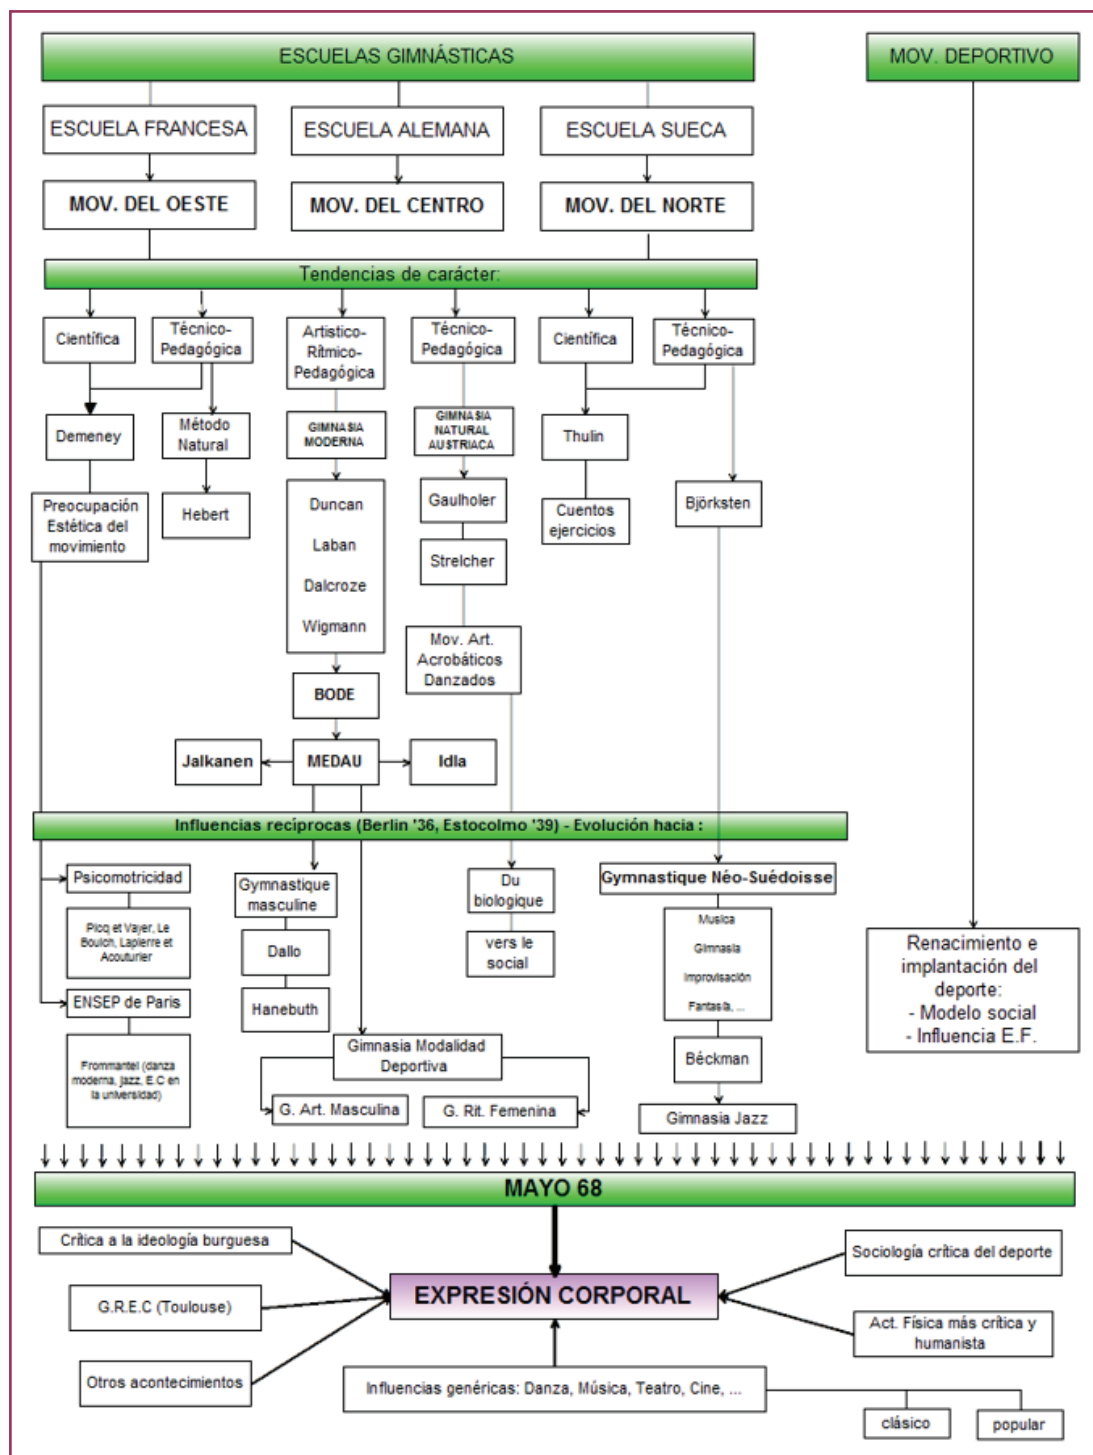 ESCUELAS GIMNÁSTICAS
MOV. DEPORTIVO
ESCUELA FRANCESA
ESCUELA ALEMANA
ESCUELA SUECA
MOV. DEL OESTE
MOV. DEL CENTRO
MOV. DEL NORTE
Tendencias de carácter:
Científica
Técnico-
Pedagógica
Artistico-
Rítmico-
Pedagógica
Técnico-
Pedagógica
Científica
Técnico-
Pedagógica
Demeney
Método
Natural
GIMNASIA
MODERNA
GIMNASIA
NATURAL
AUSTRIACA
Thulin
Preocupación
Estética del
movimiento
Hebert
Duncan
Laban
Dalcroze
Wigmann
Gaulholer
Strelcher
Cuentos
ejercicios
Björksten
Mov. Art.
Acrobáticos
Danzados
BODE
Jalkanen
MEDAU
Idla
Influencias recíprocas (Berlin '36, Estocolmo '39) - Evolución hacia :
Psicomotricidad
Picq et Vayer, Le
Boulch, Lapierre et
Acouturier
ENSEP de Paris
Frommantel (danza
moderna, jazz, E.C en
la universidad)
Gymnastique
masculine
Dallo
Hanebuth
Du
biologique
vers le
social
Gymnastique Néo-Suédoisse
Musica
Gimnasia
Improvisación
Fantasía, ...
Béckman
Gimnasia Jazz
Gimnasia Modalidad
Deportiva
G. Art. Masculina
G. Rit. Femenina
Renacimiento e
implantación del
deporte:
- Modelo social
- Influencia E.F.
MAYO 68
Crítica a la ideología burguesa
G.R.E.C (Toulouse)
Otros acontecimientos
EXPRESIÓN CORPORAL
Sociología crítica del deporte
Act. Física más crítica y
humanista
Influencias genéricas: Danza, Música, Teatro, Cine, ...
clásico
popular